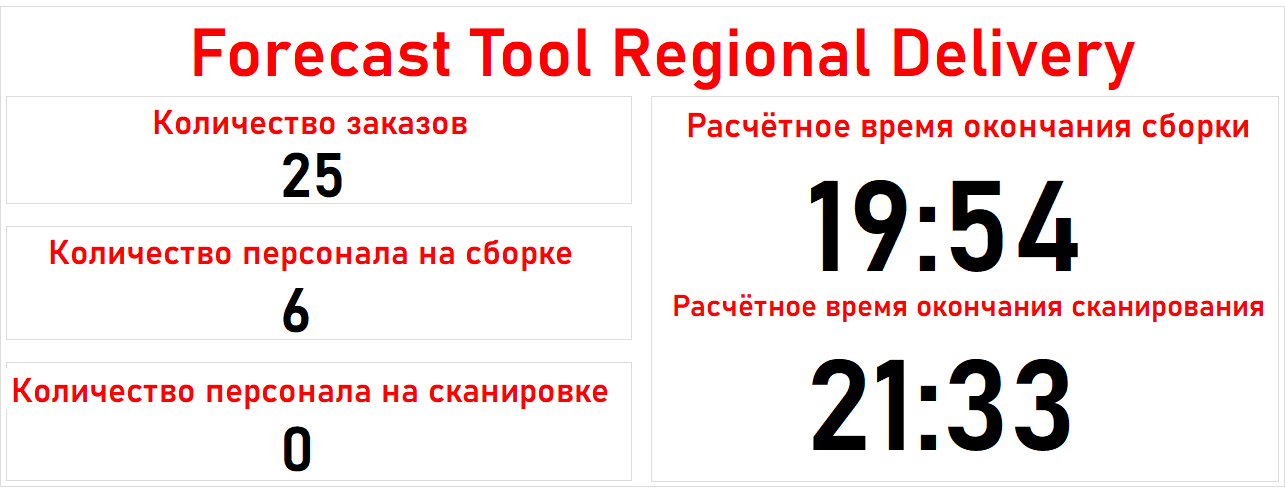 Forecast Tool Regional Delivery
Количество заказов
25
Количество персонала на сборке
6
Количество персонала на сканировке
0
Расчётное время окончания сборки
19:54
Расчётное время окончания сканирования
21:33